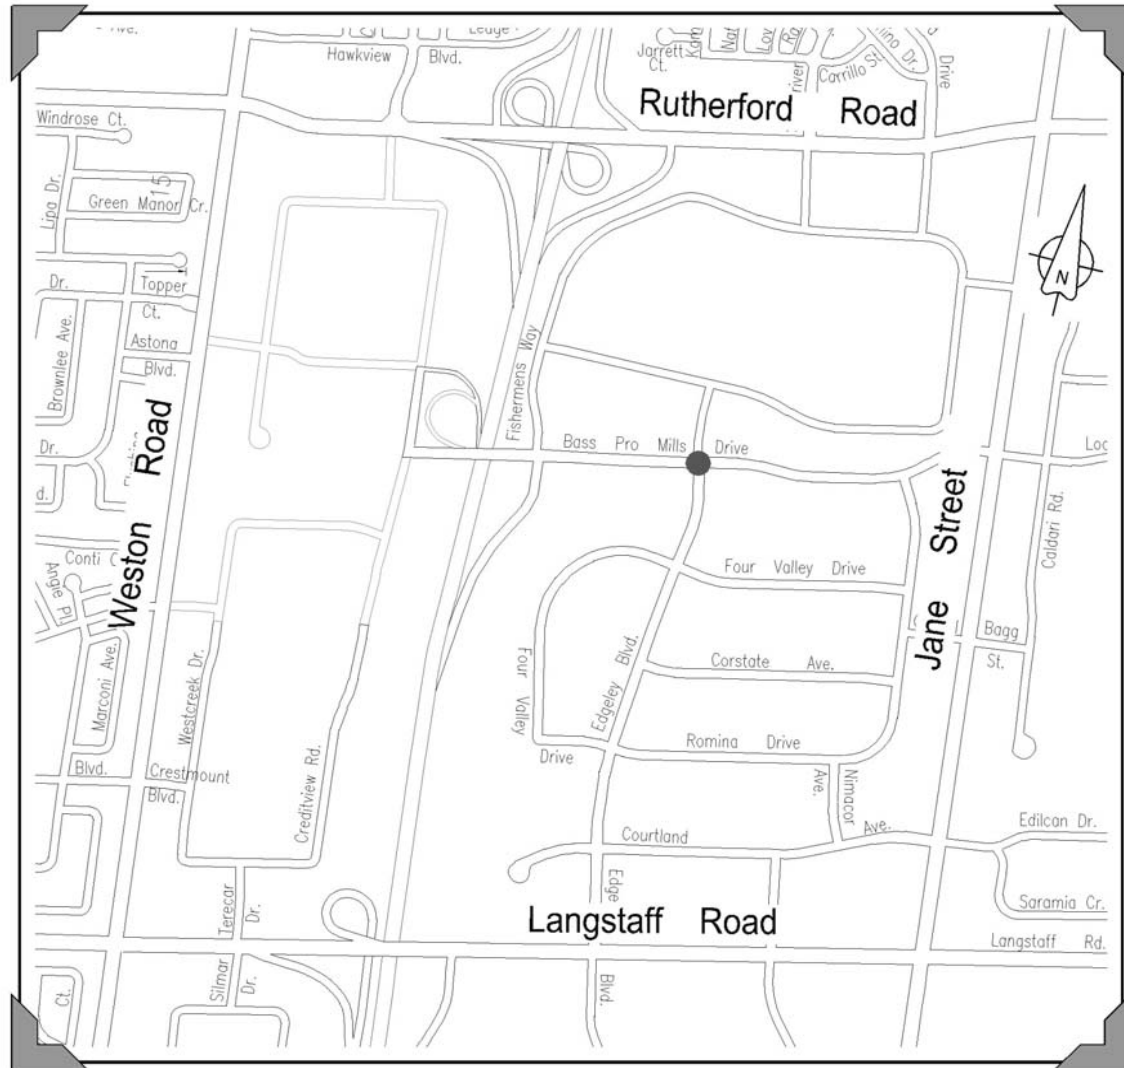 Ave.
Hawkview Blvd.
Jarrett
Ct.
Carrillo St
Drive
Rutherford Road
Windrose Ct.
15
Lipa Dr.
Green Manor Cr.
N
Dr.
Topper
Ct.
Astona
Blvd.
Brownlee Ave.
Fishermens Way
Dr.
Bass Pro Mills Drive
Weston Road
Jane Street
Caldari Rd.
Conti
Angie Pl.
Four Valley Drive
Bagg
St.
Marconi Ave.
Westcreek Dr.
Four Valley
Drive
Edgeley Blvd.
Corstate Ave.
Romina Drive
Blvd.
Crestmount
Blvd.
Creditview Rd.
Nimacor
Ave.
Courtland Ave.
Edilcan Dr.
Terecar
Dr.
Edge
Langstaff Road
Saramia Cr.
Langstaff Rd.
Silmar
Dr.
Blvd.
Ct.